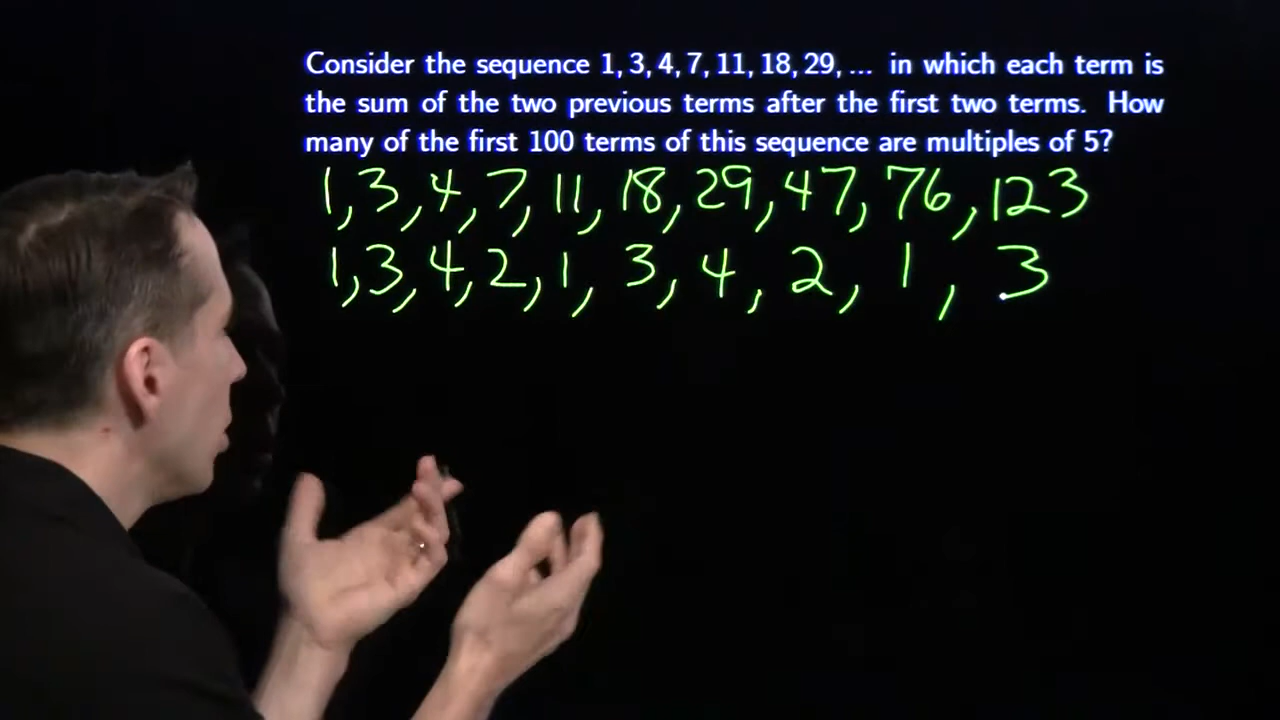 Consider the sequence 1, 3, 4, 7, 11, 18, 29, ... in which each term is
the sum of the two previous terms after the first two terms. How
many of the first 100 terms of this sequence are multiples of 5?
1, 3, 4, 7, 11, 18, 29, 47, 76, 123
1, 3, 4, 2, 1, 3, 4, 2, 1, 3